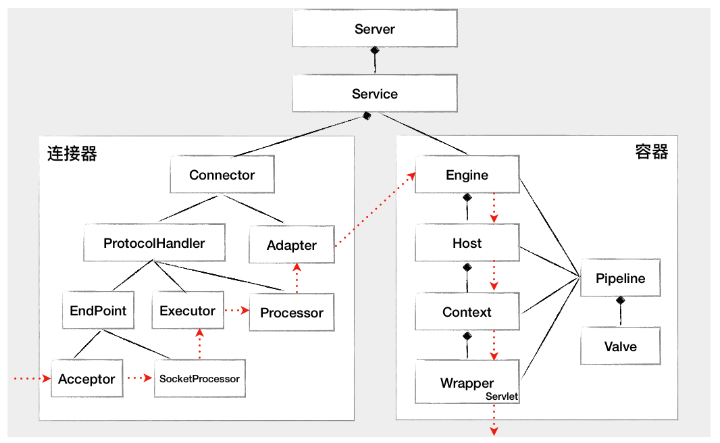 Server
Service
连接器
容器
Connector
Engine
ProtocolHandler
Adapter
Host
Pipeline
EndPoint
Executor
Processor
Context
Valve
Acceptor
SocketProcessor
Wrapper
Servlet